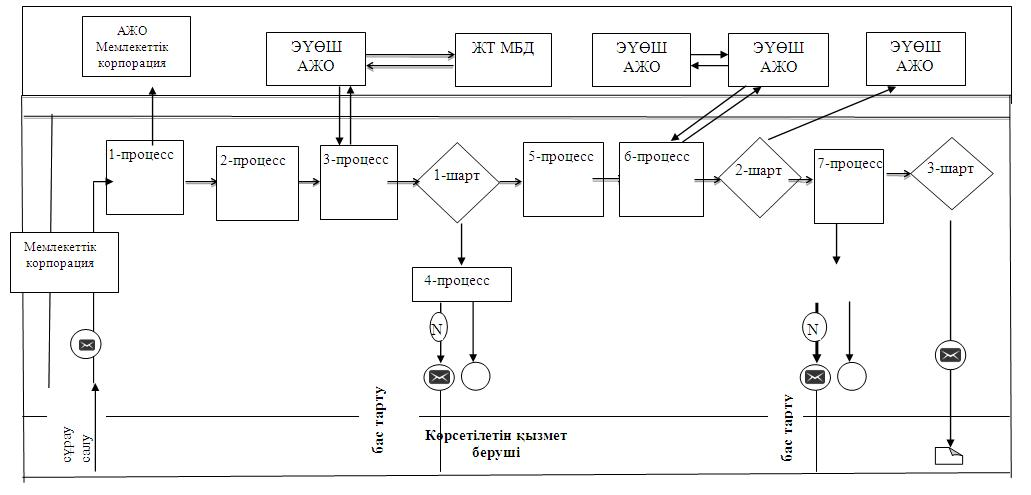 АЖО
Мемлекеттік
корпорация
ЭҮӨШ
АЖО
ЖТ МБД
ЭҮӨШ
АЖО
ЭҮӨШ
АЖО
ЭҮӨШ
АЖО
1-процесс
2-процесс
3-процесс
1-шарт
5-процесс
6-процесс
2-шарт
7-процесс
3-шарт
Мемлекеттік
корпорация
4-процесс
N
N
сұрау
салу
бас тарту
Көрсетілетін қызмет
беруші
бас тарту